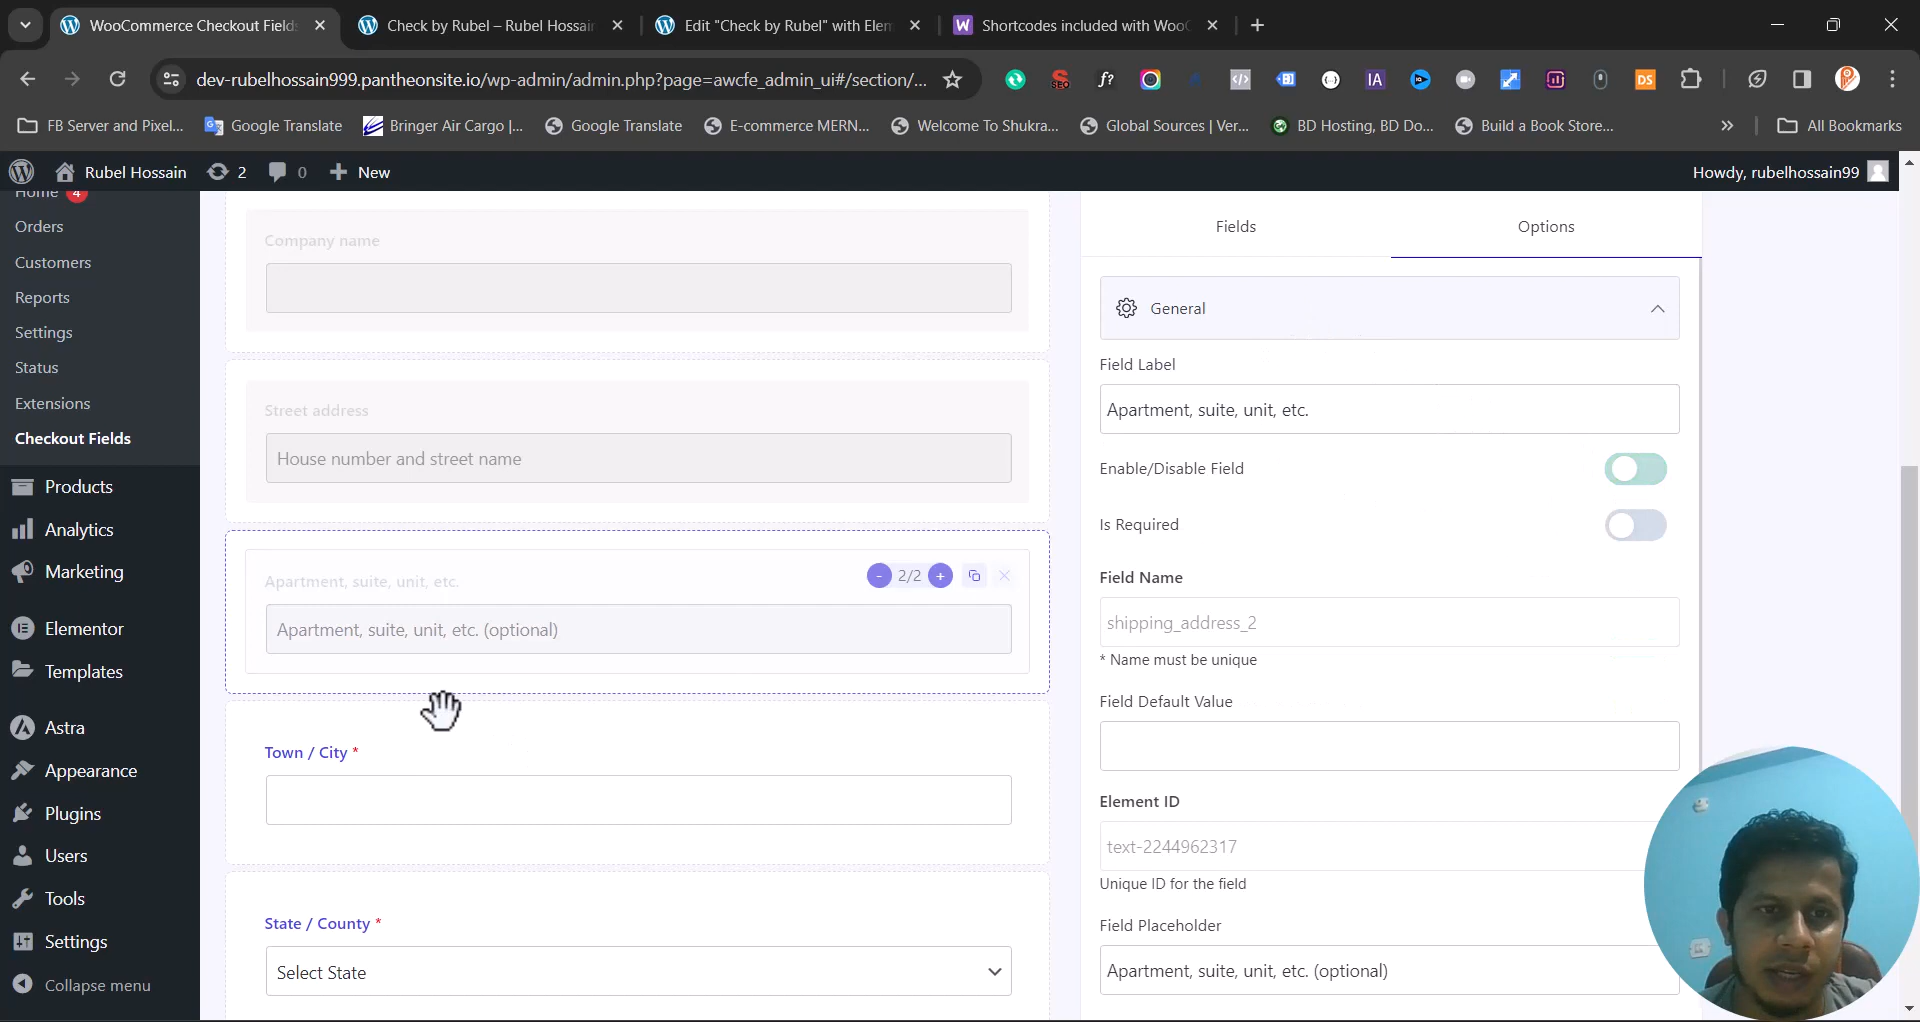 WooCommerce Checkout Fields
Check by Rubel – Rubel Hossain
Edit "Check by Rubel" with Elem
Shortcodes included with WooC
dev-rubelhossain999.pantheonsite.io/wp-admin/admin.php?page=awcfe_admin_ui#/section/...
SEO
f?
IA
DS
FB Server and Pixel...
Google Translate
Bringer Air Cargo |...
Google Translate
E-commerce MERN...
Welcome To Shukra...
Global Sources | Ver...
BD Hosting, BD Do...
Build a Book Store...
All Bookmarks
Rubel Hossain
2
0
New
Howdy, rubelhossain99
Home 4
Orders
Customers
Reports
Settings
Status
Extensions
Checkout Fields
Products
Analytics
Marketing
Elementor
Templates
Astra
Appearance
Plugins
Users
Tools
Settings
Collapse menu
Company name
Street address
House number and street name
Apartment, suite, unit, etc.
- 2/2 +
Apartment, suite, unit, etc. (optional)
Town / City *
State / County *
Select State
Fields
Options
General
Field Label
Apartment, suite, unit, etc.
Enable/Disable Field
Is Required
Field Name
shipping_address_2
* Name must be unique
Field Default Value
Element ID
text-2244962317
Unique ID for the field
Field Placeholder
Apartment, suite, unit, etc. (optional)